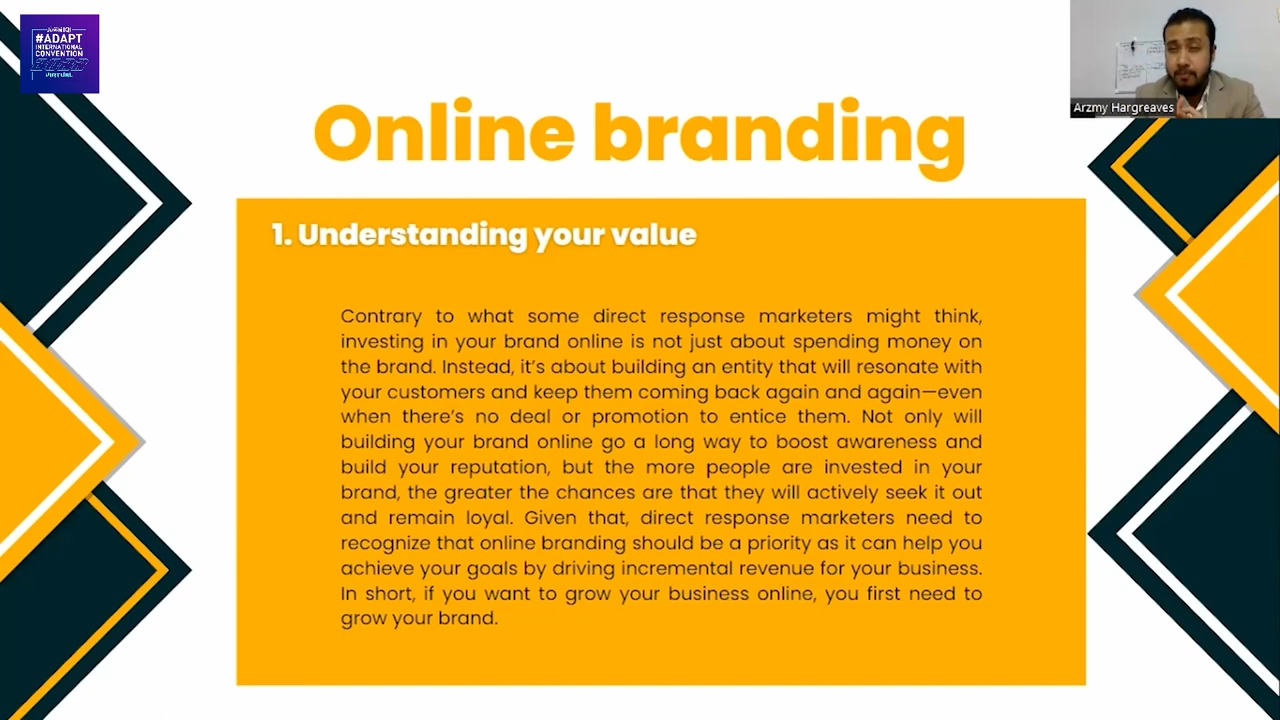 #ADAPT
INTERNATIONAL
CONVENTION
VIRTUAL
Arzmy Hargreaves
Online branding
1. Understanding your value
Contrary to what some direct response marketers might think,
investing in your brand online is not just about spending money on
the brand. Instead, it’s about building an entity that will resonate with
your customers and keep them coming back again and again—even
when there’s no deal or promotion to entice them. Not only will
building your brand online go a long way to boost awareness and
build your reputation, but the more people are invested in your
brand, the greater the chances are that they will actively seek it out
and remain loyal. Given that, direct response marketers need to
recognize that online branding should be a priority as it can help you
achieve your goals by driving incremental revenue for your business.
In short, if you want to grow your business online, you first need to
grow your brand.